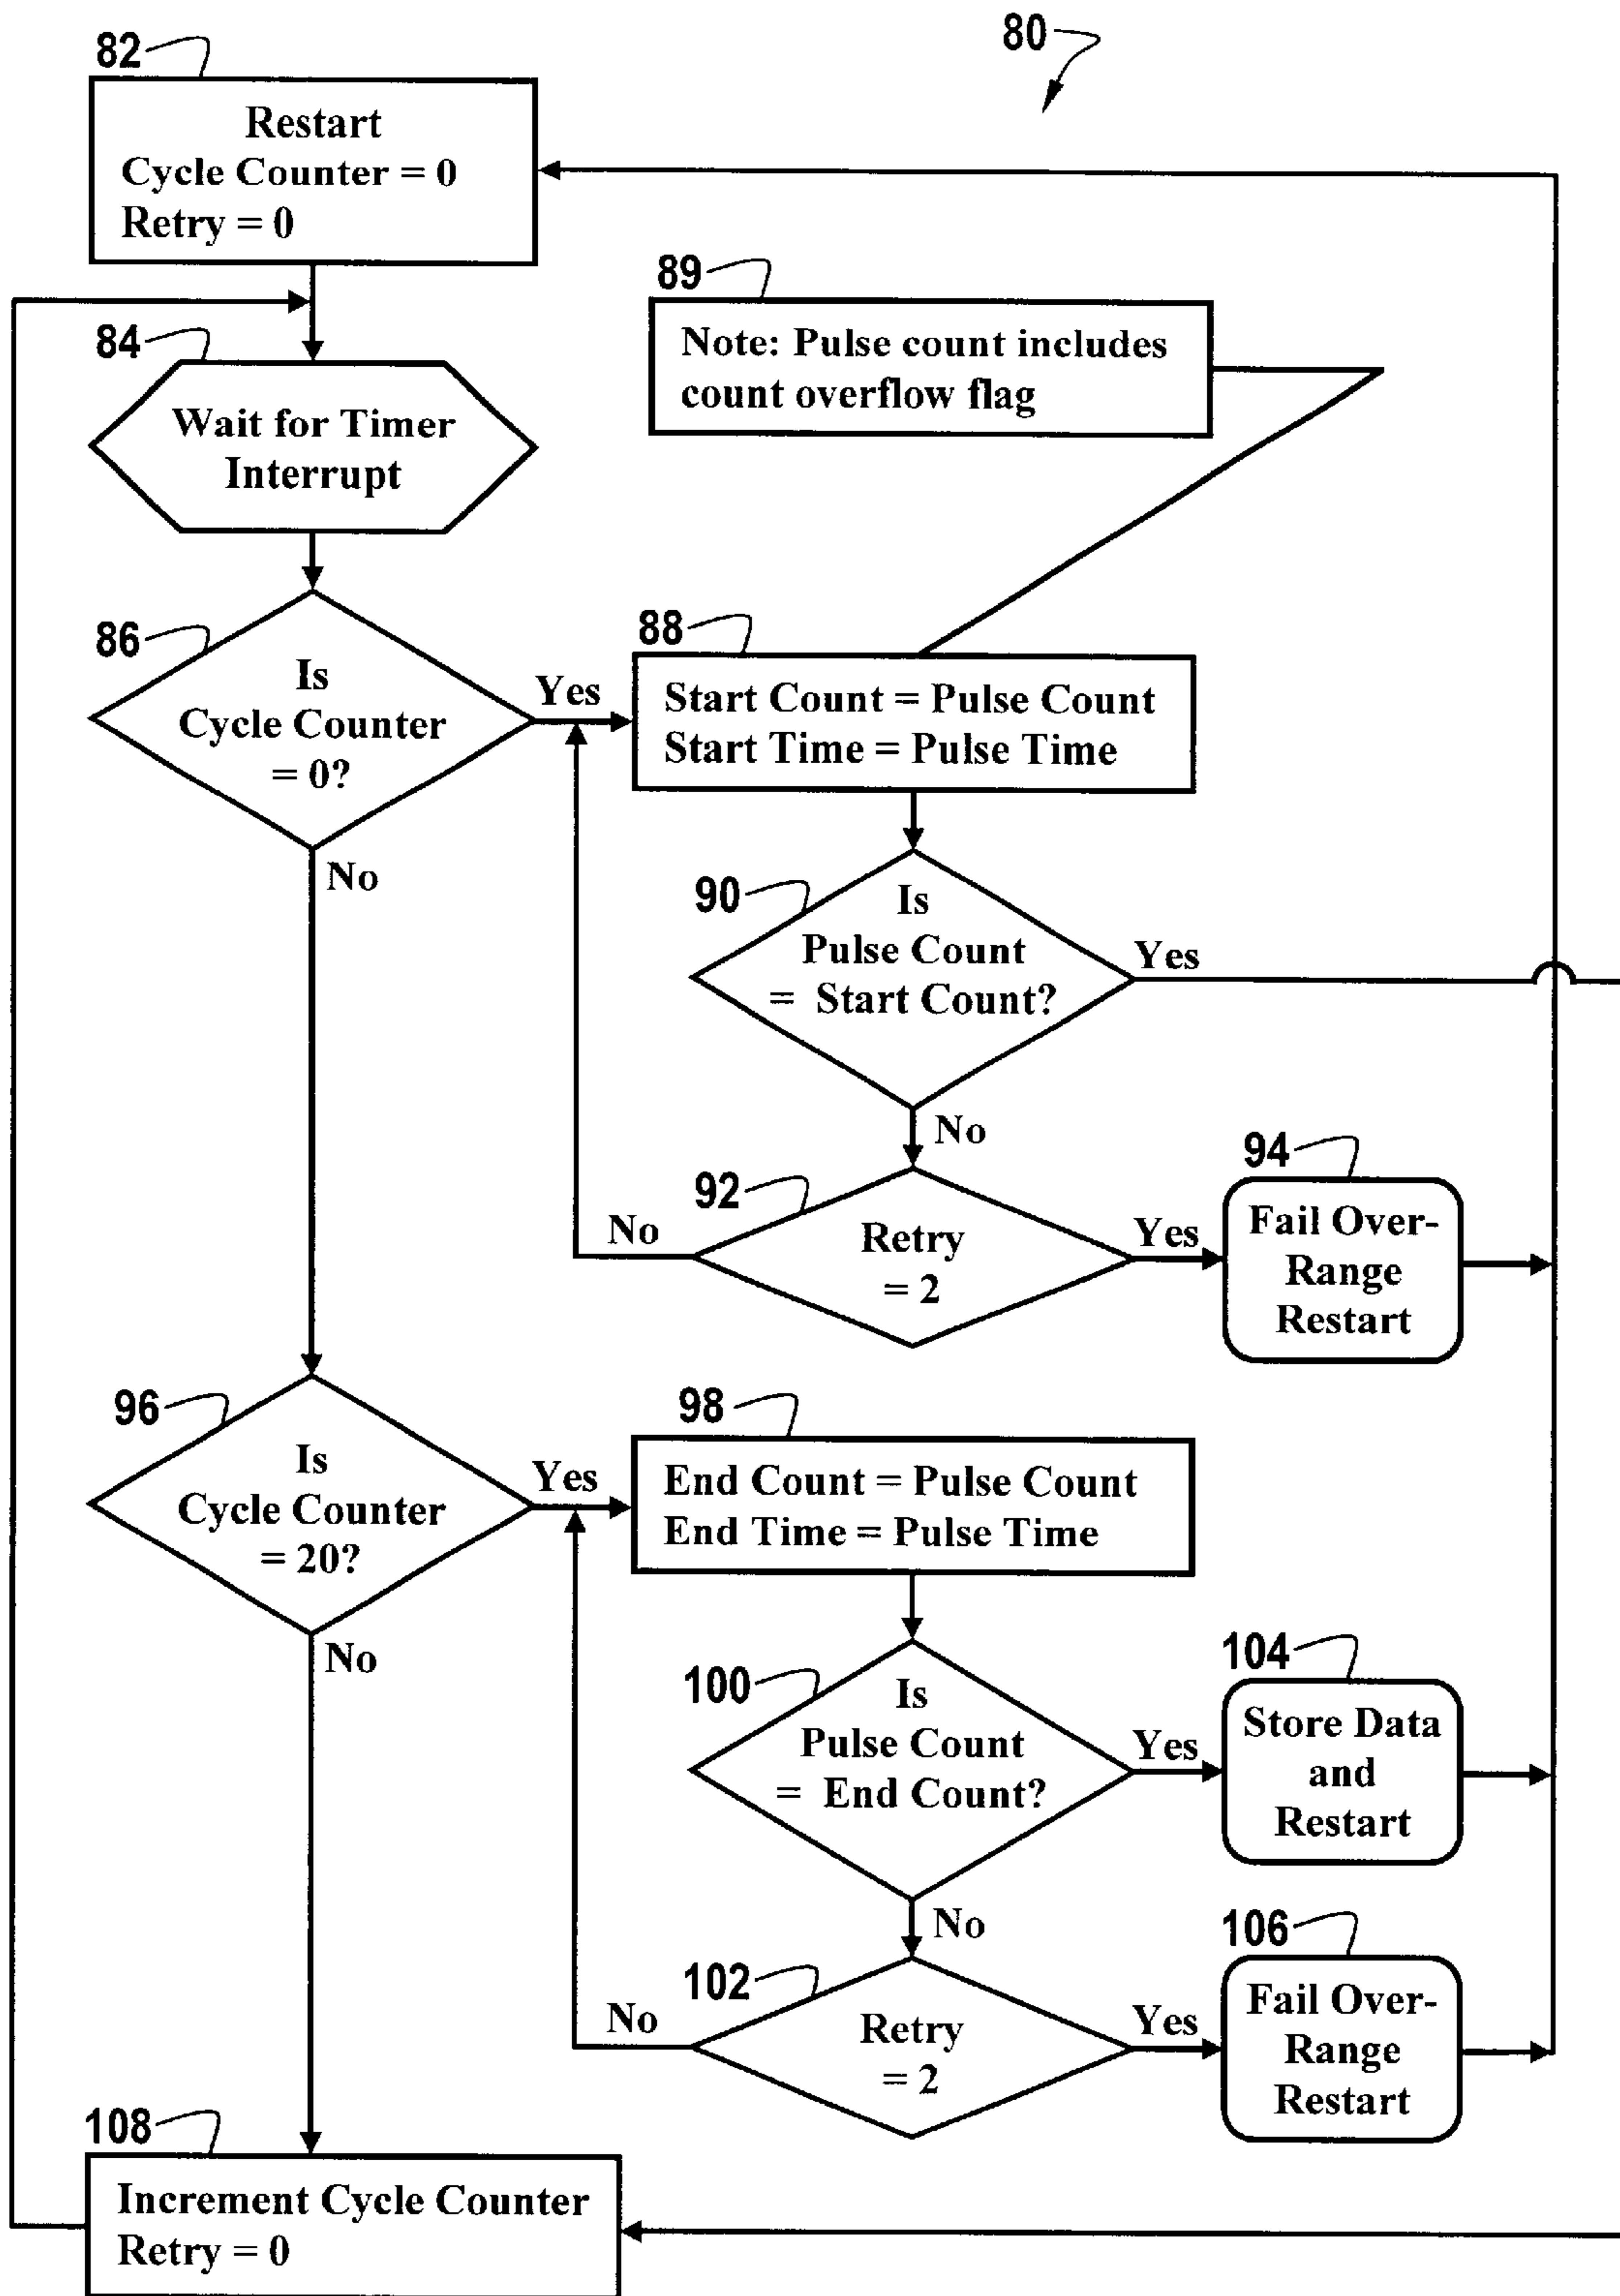 80
82
Restart
Cycle Counter = 0
Retry = 0
89
Note: Pulse count includes
count overflow flag
84
Wait for Timer
Interrupt
86
Is
Cycle Counter
= 0?
Yes
No
88
Start Count = Pulse Count
Start Time = Pulse Time
90
Is
Pulse Count
= Start Count?
Yes
No
92
Retry
= 2
No
Yes
94
Fail Over-
Range
Restart
96
Is
Cycle Counter
= 20?
Yes
No
98
End Count = Pulse Count
End Time = Pulse Time
100
Is
Pulse Count
= End Count?
Yes
No
104
Store Data
and
Restart
102
Retry
= 2
No
Yes
106
Fail Over-
Range
Restart
108
Increment Cycle Counter
Retry = 0